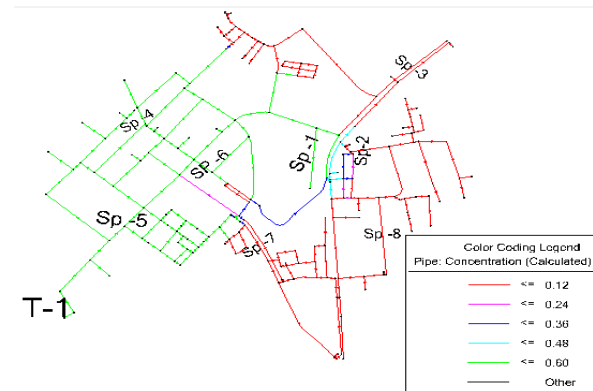 Sp -3
Sp -4
Sp -1
Sp -2
SP -6
Sp -5
Sp -7
Sp -8
T-1
Color Coding Legend
Pipe: Concentration (Calculated)
<= 0.12
<= 0.24
<= 0.36
<= 0.48
<= 0.60
Other